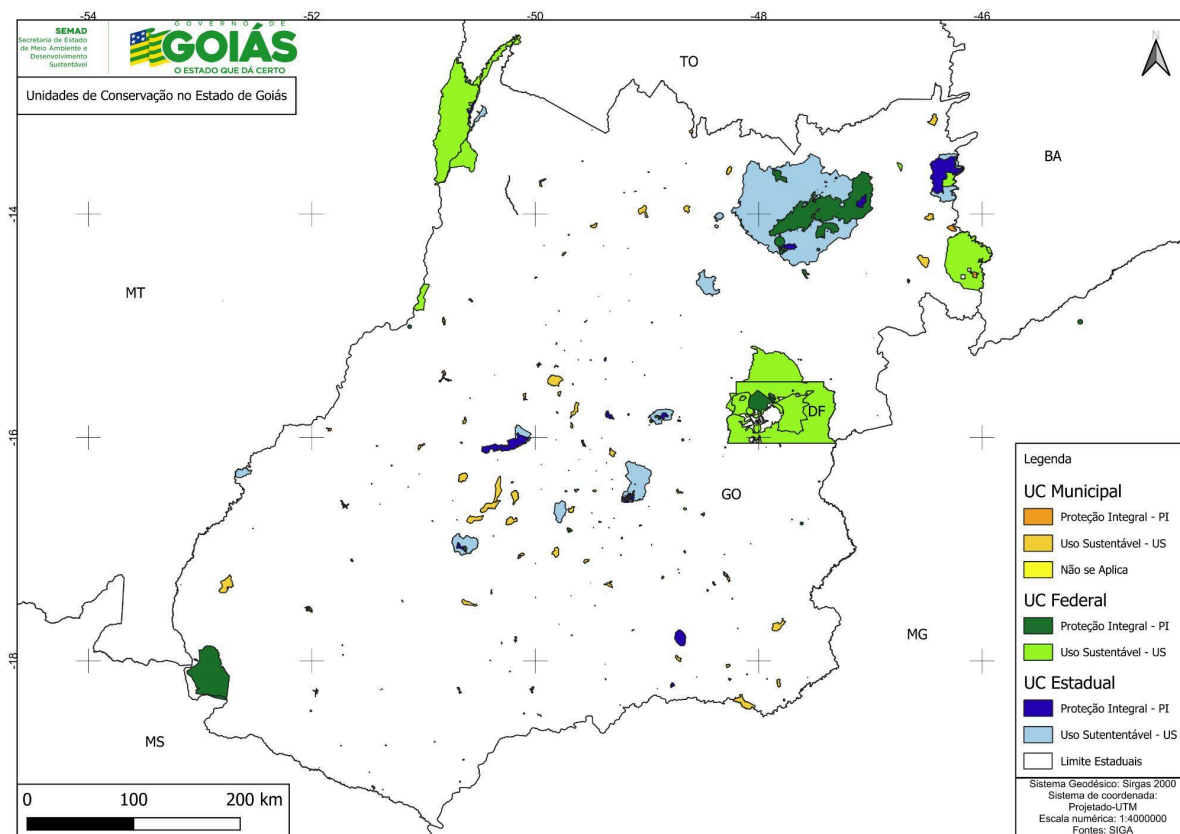 -54
-50
-48
-46
SEMAD
Secretaria de Estado
de Meio Ambiente e
Desenvolvimento
Sustentável
GOVERNO DE
GOIÁS
O ESTADO QUE DÁ CERTO
Unidades de Conservação no Estado de Goiás
N
TO
BA
-14
-14
MT
DF
-16
-16
GO
MG
-18
-18
MS
0 100 200 km
Legenda
UC Municipal
Proteção Integral - PI
Uso Sustentável - US
Não se Aplica
UC Federal
Proteção Integral - PI
Uso Sustentável - US
UC Estadual
Proteção Integral - PI
Uso Sutententável - US
Limite Estaduais
Sistema Geodésico: Sirgas 2000
Sistema de coordenada:
Projetado-UTM
Escala numérica: 1:4000000
Fontes: SIGA